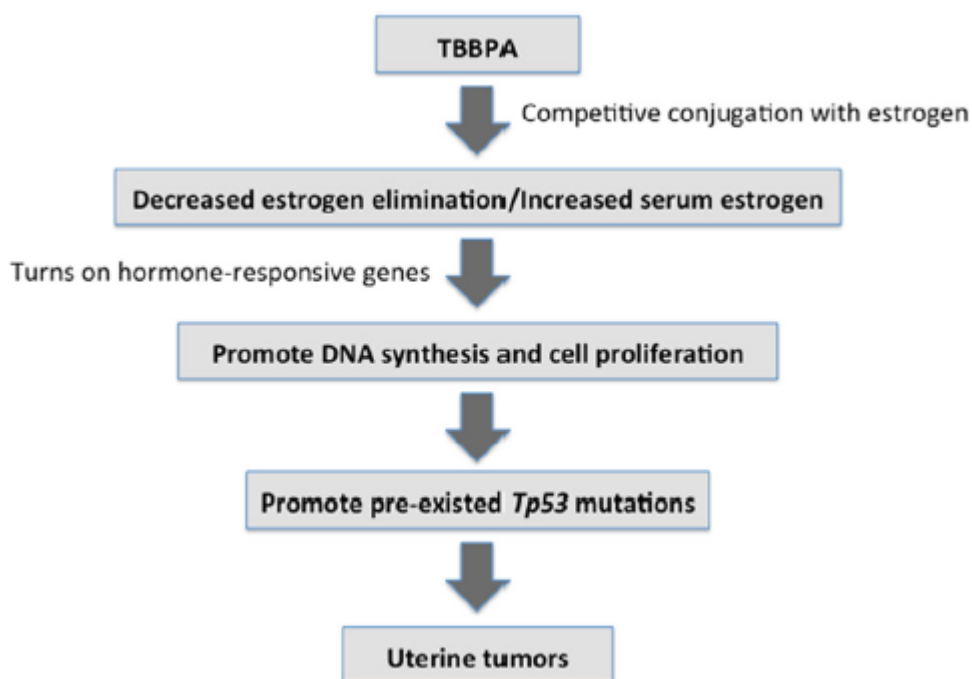 TBBPA
Competitive conjugation with estrogen
Decreased estrogen elimination/Increased serum estrogen
Turns on hormone-responsive genes
Promote DNA synthesis and cell proliferation
Promote pre-existed Tp53 mutations
Uterine tumors